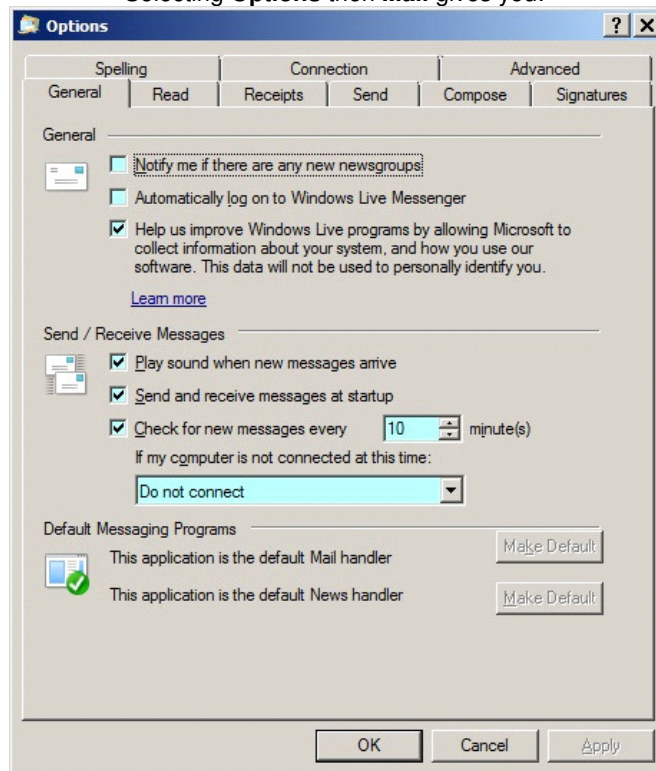 Selecting Options then Mail gives you:
Options
Spelling Connection Advanced
General Read Receipts Send Compose Signatures
General
Notify me if there are any new newsgroups
Automatically log on to Windows Live Messenger
Help us improve Windows Live programs by allowing Microsoft to
collect information about your system, and how you use our
software. This data will not be used to personally identify you.
Learn more
Send / Receive Messages
Play sound when new messages arrive
Send and receive messages at startup
Check for new messages every 10 minute(s)
If my computer is not connected at this time:
Do not connect
Default Messaging Programs
This application is the default Mail handler Make Default
This application is the default News handler Make Default
OK Cancel Apply